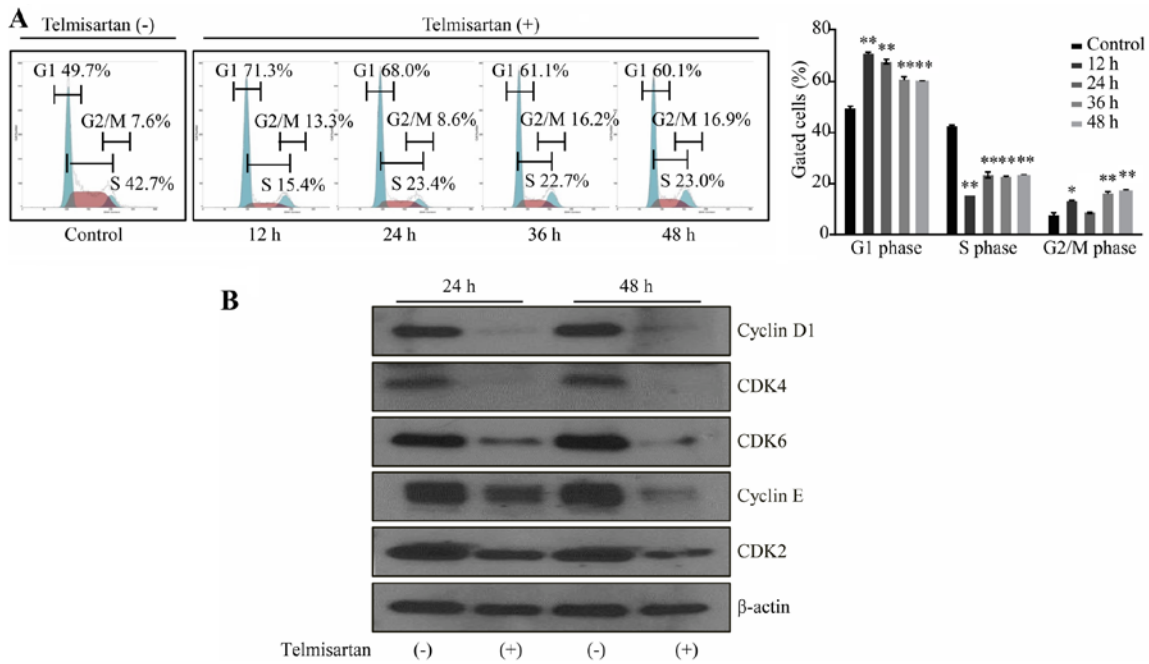 A
Telmisartan (-)
Telmisartan (+)
G1 49.7%
G2/M 7.6%
S 42.7%
Control
G1 71.3%
G2/M 13.3%
S 15.4%
12 h
G1 68.0%
G2/M 8.6%
S 23.4%
24 h
G1 61.1%
G2/M 16.2%
S 22.7%
36 h
G1 60.1%
G2/M 16.9%
S 23.0%
48 h
Gated cells (%)
80
60
40
20
0
** ** ** **
** ** ** **
* ** **
G1 phase S phase G2/M phase
Control
12 h
24 h
36 h
48 h
B
24 h 48 h
Cyclin D1
CDK4
CDK6
Cyclin E
CDK2
β-actin
Telmisartan (-) (+) (-) (+)